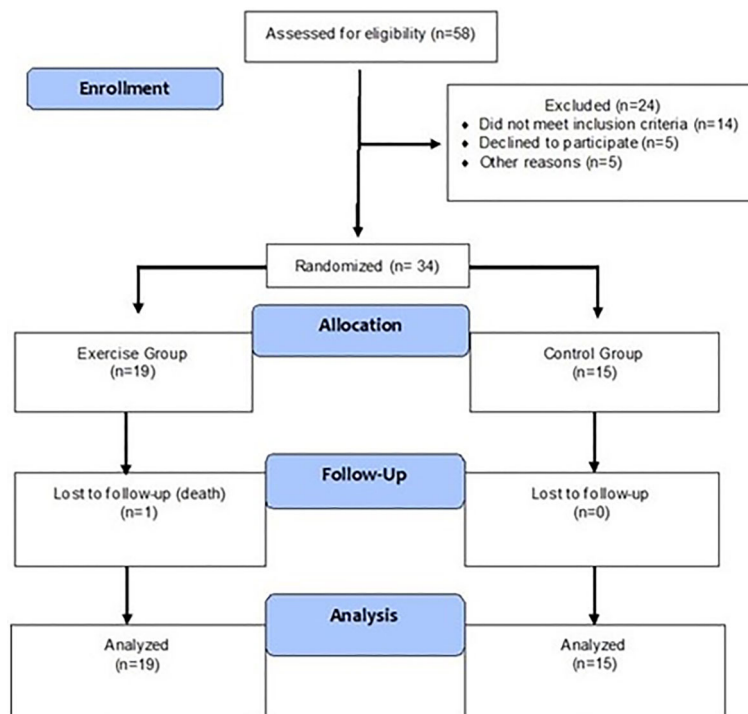 Assessed for eligibility (n=58)
Enrollment
Excluded (n=24)
♦ Did not meet inclusion criteria (n=14)
♦ Declined to participate (n=5)
♦ Other reasons (n=5)
Randomized (n= 34)
Allocation
Exercise Group
(n=19)
Control Group
(n=15)
Follow-Up
Lost to follow-up (death)
(n=1)
Lost to follow-up
(n=0)
Analysis
Analyzed
(n=19)
Analyzed
(n=15)